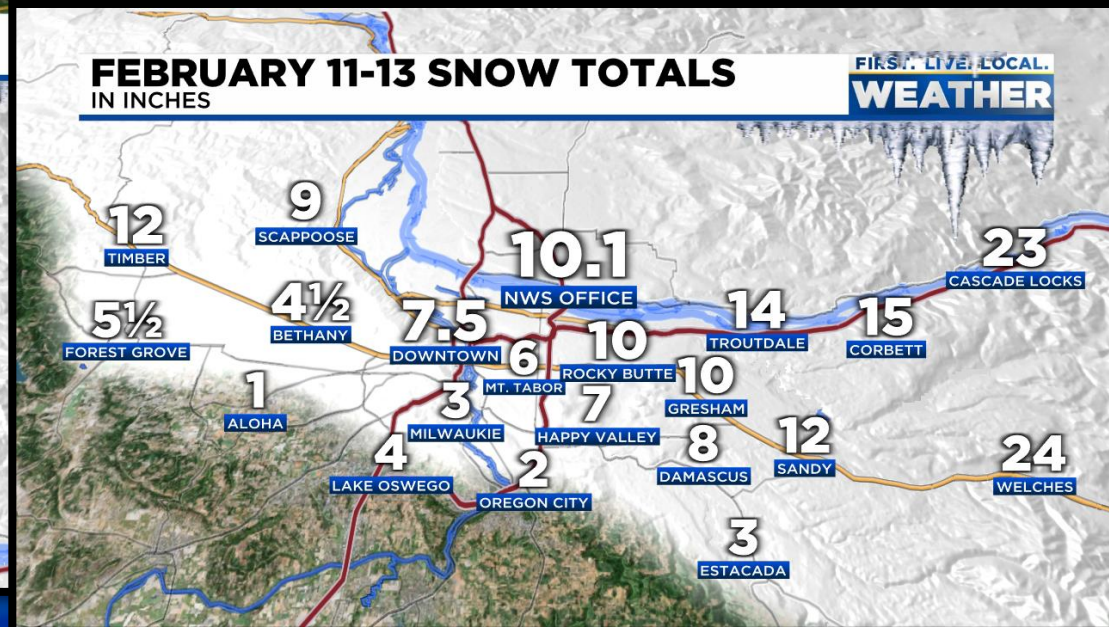 FEBRUARY 11-13 SNOW TOTALS
IN INCHES
FIRST. LIVE. LOCAL.
WEATHER
12
TIMBER
9
SCAPPOOSE
10.1
NWS OFFICE
23
CASCADE LOCKS
5½
FOREST GROVE
4½
BETHANY
7.5
DOWNTOWN
6
MT. TABOR
10
ROCKY BUTTE
14
TROUTDALE
15
CORBETT
1
ALOHA
3
MILWAUKIE
7
HAPPY VALLEY
10
GRESHAM
4
LAKE OSWEGO
2
OREGON CITY
8
DAMASCUS
12
SANDY
24
WELCHES
3
ESTACADA